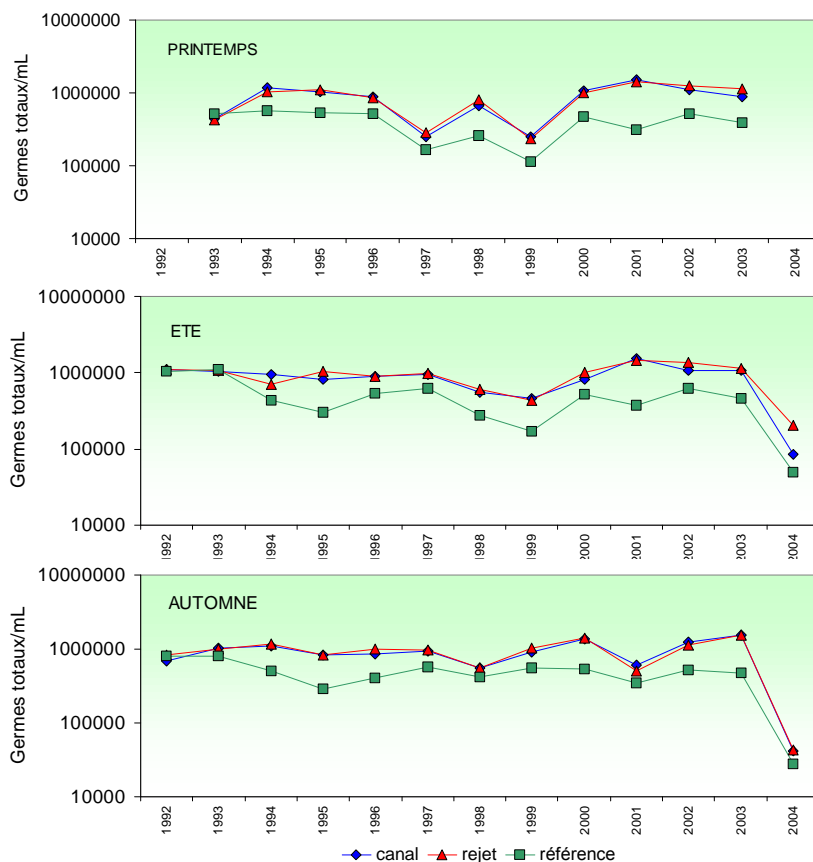 PRINTEMPS
Germes totaux/mL
10000000
1000000
100000
10000
1992 1993 1994 1995 1996 1997 1998 1999 2000 2001 2002 2003 2004
ETE
Germes totaux/mL
10000000
1000000
100000
10000
1992 1993 1994 1995 1996 1997 1998 1999 2000 2001 2002 2003 2004
AUTOMNE
Germes totaux/mL
10000000
1000000
100000
10000
1992 1993 1994 1995 1996 1997 1998 1999 2000 2001 2002 2003 2004
canal rejet référence